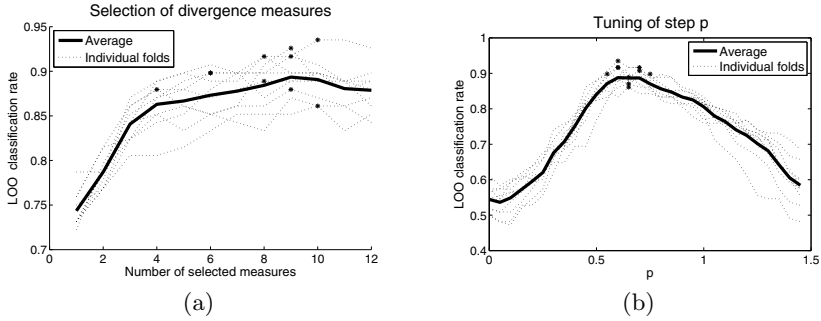 Selection of divergence measures
0.95
0.9
0.85
0.8
0.75
0.7
LOO classification rate
Average
Individual folds
0 2 4 6 8 10 12
Number of selected measures
(a)
Tuning of step p
1
0.9
0.8
0.7
0.6
0.5
0.4
LOO classification rate
Average
Individual folds
0 0.5 1 1.5
p
(b)